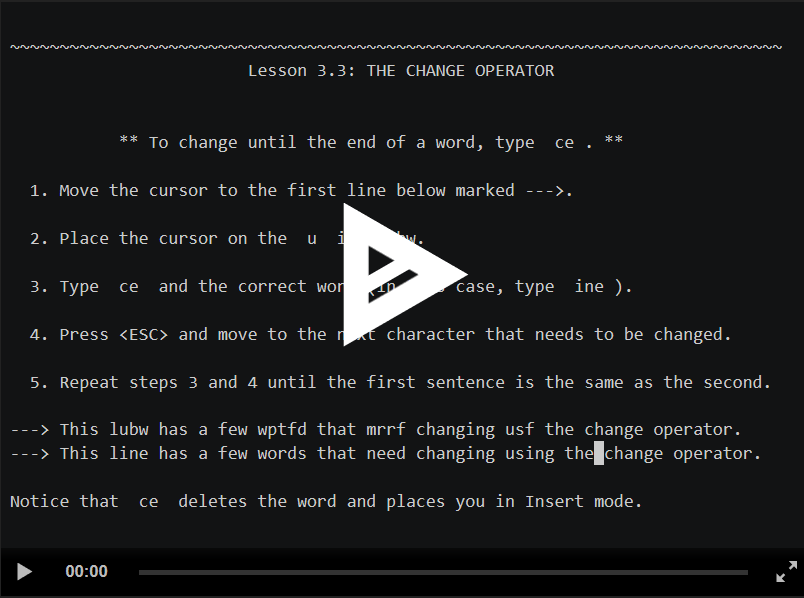 ~~~~~~~~~~~~~~~~~~~~~~~~~~~~~~~~~~~~~~~~~~~~~~~~~~~~~~~~~~~~~~~~~~~~~~~~~~~~~~
Lesson 3.3: THE CHANGE OPERATOR
** To change until the end of a word, type ce . **
1. Move the cursor to the first line below marked --->.
2. Place the cursor on the u
3. Type ce and the correct case, type ine ).
4. Press <ESC> and move to the character that needs to be changed.
5. Repeat steps 3 and 4 until the first sentence is the same as the second.
---> This lubw has a few wptfd that mrrf changing usf the change operator.
---> This line has a few words that need changing using the change operator.
Notice that ce deletes the word and places you in Insert mode.
00:00